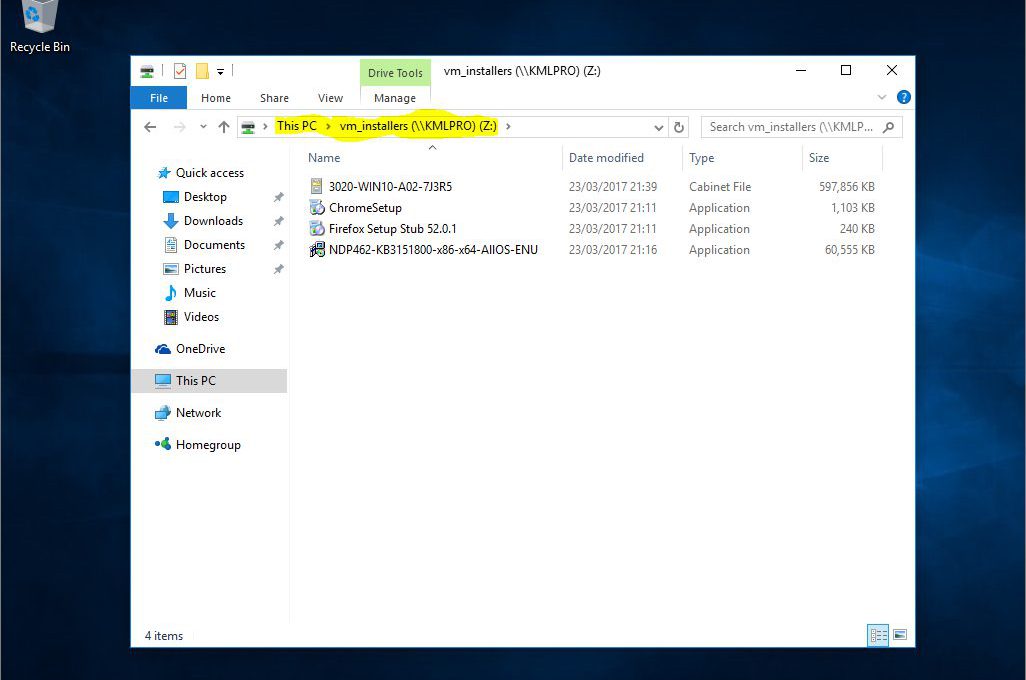 Recycle Bin
Drive Tools
vm_installers (\\KMLPRO) (Z:)
File Home Share View Manage
This PC vm_installers (\\KMLPRO) (Z:) Search vm_installers (\\KMLP...
Name Date modified Type Size
Quick access
Desktop
Downloads
Documents
Pictures
Music
Videos
OneDrive
This PC
Network
Homegroup
3020-WIN10-A02-7J3R5 23/03/2017 21:39 Cabinet File 597,856 KB
ChromeSetup 23/03/2017 21:11 Application 1,103 KB
Firefox Setup Stub 52.0.1 23/03/2017 21:11 Application 240 KB
NDP462-KB3151800-x86-x64-AllOS-ENU 23/03/2017 21:16 Application 60,555 KB
4 items